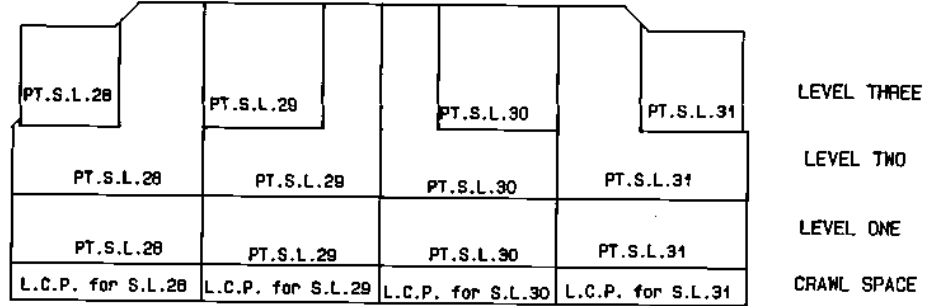 PT.S.L.28 PT.S.L.29 PT.S.L.30 PT.S.L.31 LEVEL THREE
PT.S.L.28 PT.S.L.29 PT.S.L.30 PT.S.L.31 LEVEL TWO
PT.S.L.28 PT.S.L.29 PT.S.L.30 PT.S.L.31 LEVEL ONE
L.C.P. for S.L.28 L.C.P. for S.L.29 L.C.P. for S.L.30 L.C.P. for S.L.31 CRAWL SPACE